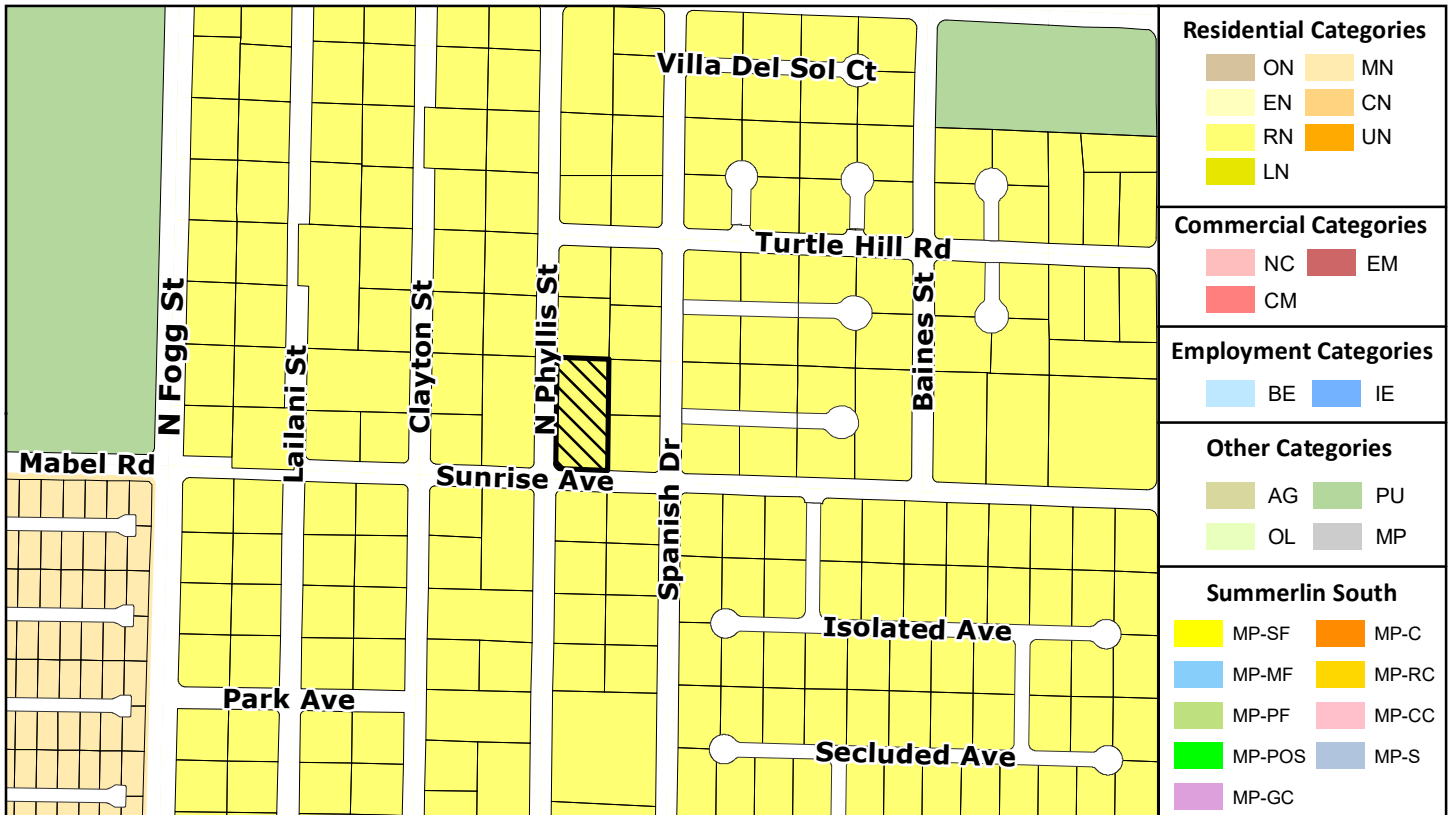 Villa Del Sol Ct
Turtle Hill Rd
N Fogg St
Lailani St
Clayton St
N Phyllis St
Baines St
Mabel Rd
Sunrise Ave
Spanish Dr
Isolated Ave
Park Ave
Secluded Ave
Residential Categories
ON MN
EN CN
RN UN
LN
Commercial Categories
NC EM
CM
Employment Categories
BE IE
Other Categories
AG PU
OL MP
Summerlin South
MP-SF MP-C
MP-MF MP-RC
MP-PF MP-CC
MP-POS MP-S
MP-GC